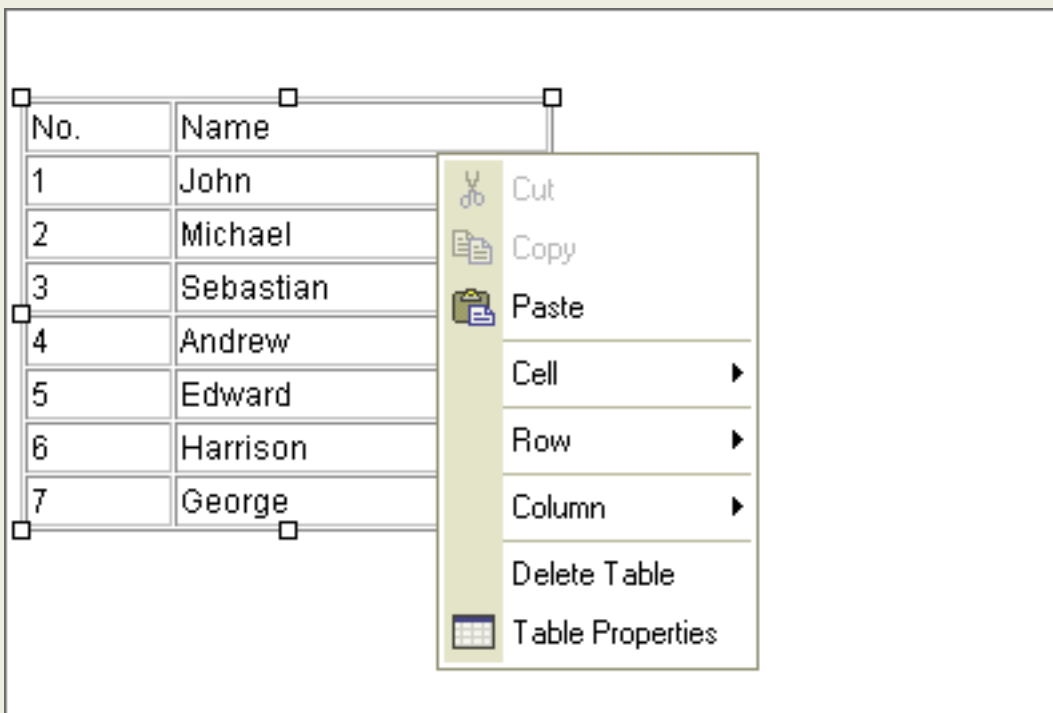 No. Name
1 John
2 Michael
3 Sebastian
4 Andrew
5 Edward
6 Harrison
7 George
Cut
Copy
Paste
Cell
Row
Column
Delete Table
Table Properties